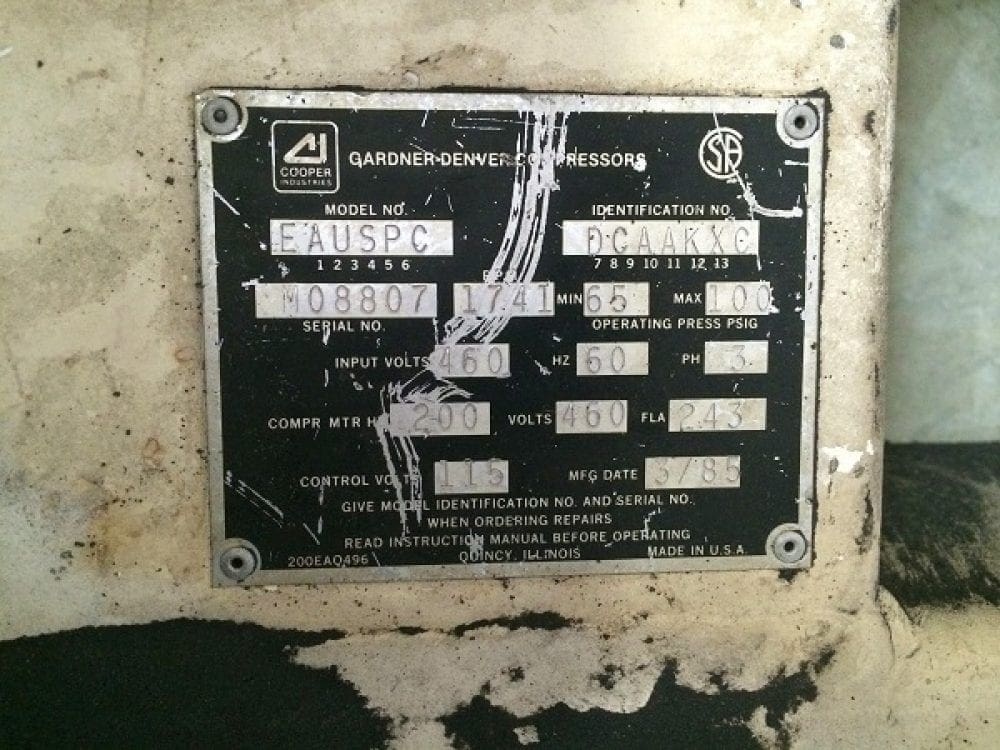 COOPER
INDUSTRIES
GARDNER-DENVER COMPRESSORS
SA
MODEL NO. IDENTIFICATION NO.
EAUSPC DCAAKXC
1 2 3 4 5 6 7 8 9 10 11 12 13
M08807 1741 MIN 65 MAX 100
SERIAL NO. OPERATING PRESS PSIG
INPUT VOLTS 460 HZ 60 PH 3
COMPR MTR H 200 VOLTS 460 FLA 243
CONTROL VOLTS 115 MFG DATE 3/85
GIVE MODEL IDENTIFICATION NO. AND SERIAL NO.
WHEN ORDERING REPAIRS
READ INSTRUCTION MANUAL BEFORE OPERATING
200EAQ496 QUINCY, ILLINOIS MADE IN U.S.A.